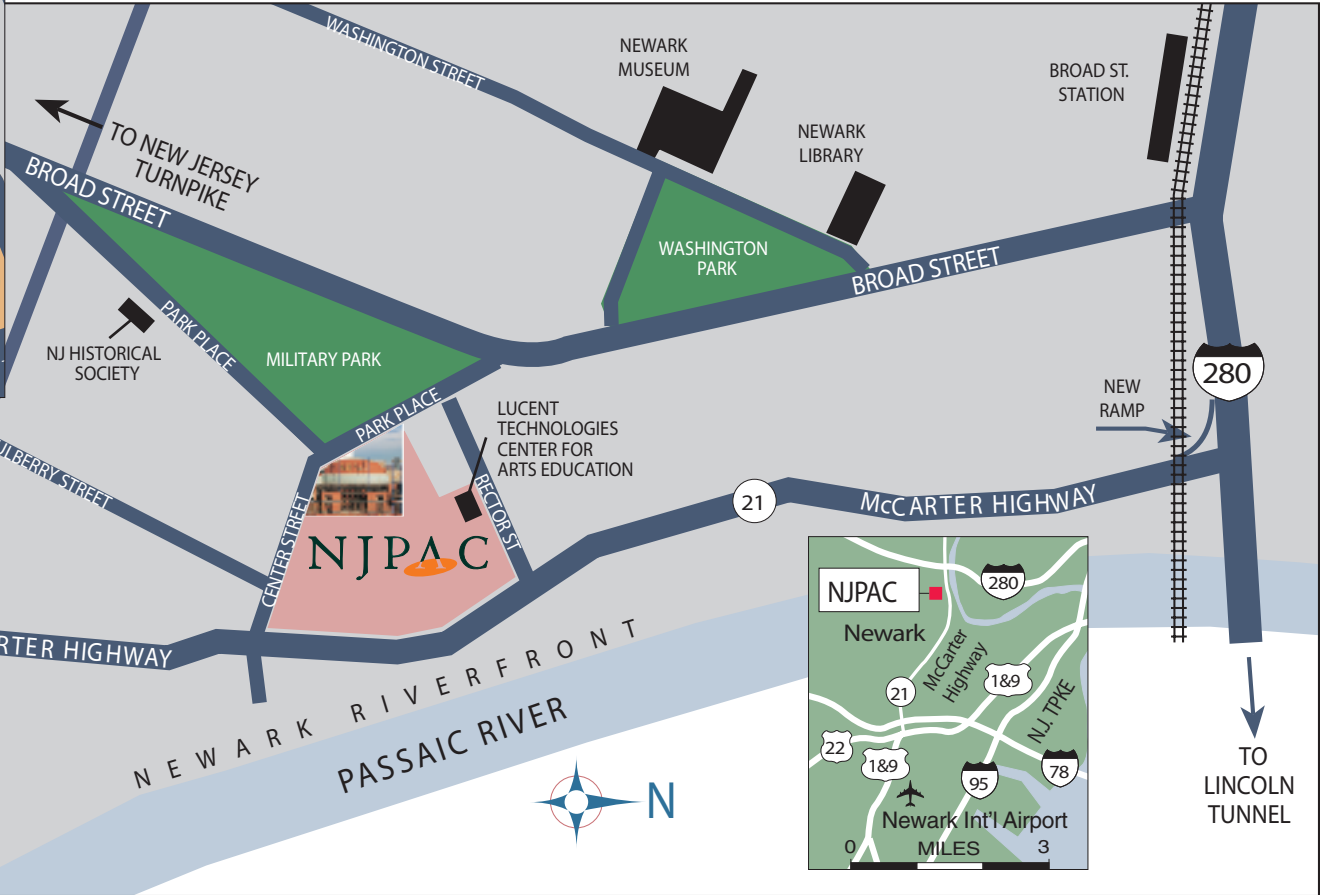 WASHINGTON STREET
NEWARK
MUSEUM
BROAD ST.
STATION
NEWARK
LIBRARY
TO NEW JERSEY
TURNPIKE
BROAD STREET
WASHINGTON
PARK
BROAD STREET
PARK PLACE
NJ HISTORICAL
SOCIETY
MILITARY PARK
280
NEW
RAMP
PARK PLACE
LUCENT
TECHNOLOGIES
CENTER FOR
ARTS EDUCATION
ULBERRY STREET
RECTOR ST
21
McCARTER HIGHWAY
CENTER STREET
NJPAC
RTER HIGHWAY
NEWARK RIVERFRONT
PASSAIC RIVER
N
NJPAC
280
Newark
McCarter
Highway
21
1&9
N.J. TPKE
22
1&9
95
78
Newark Int'l Airport
0 MILES 3
TO
LINCOLN
TUNNEL